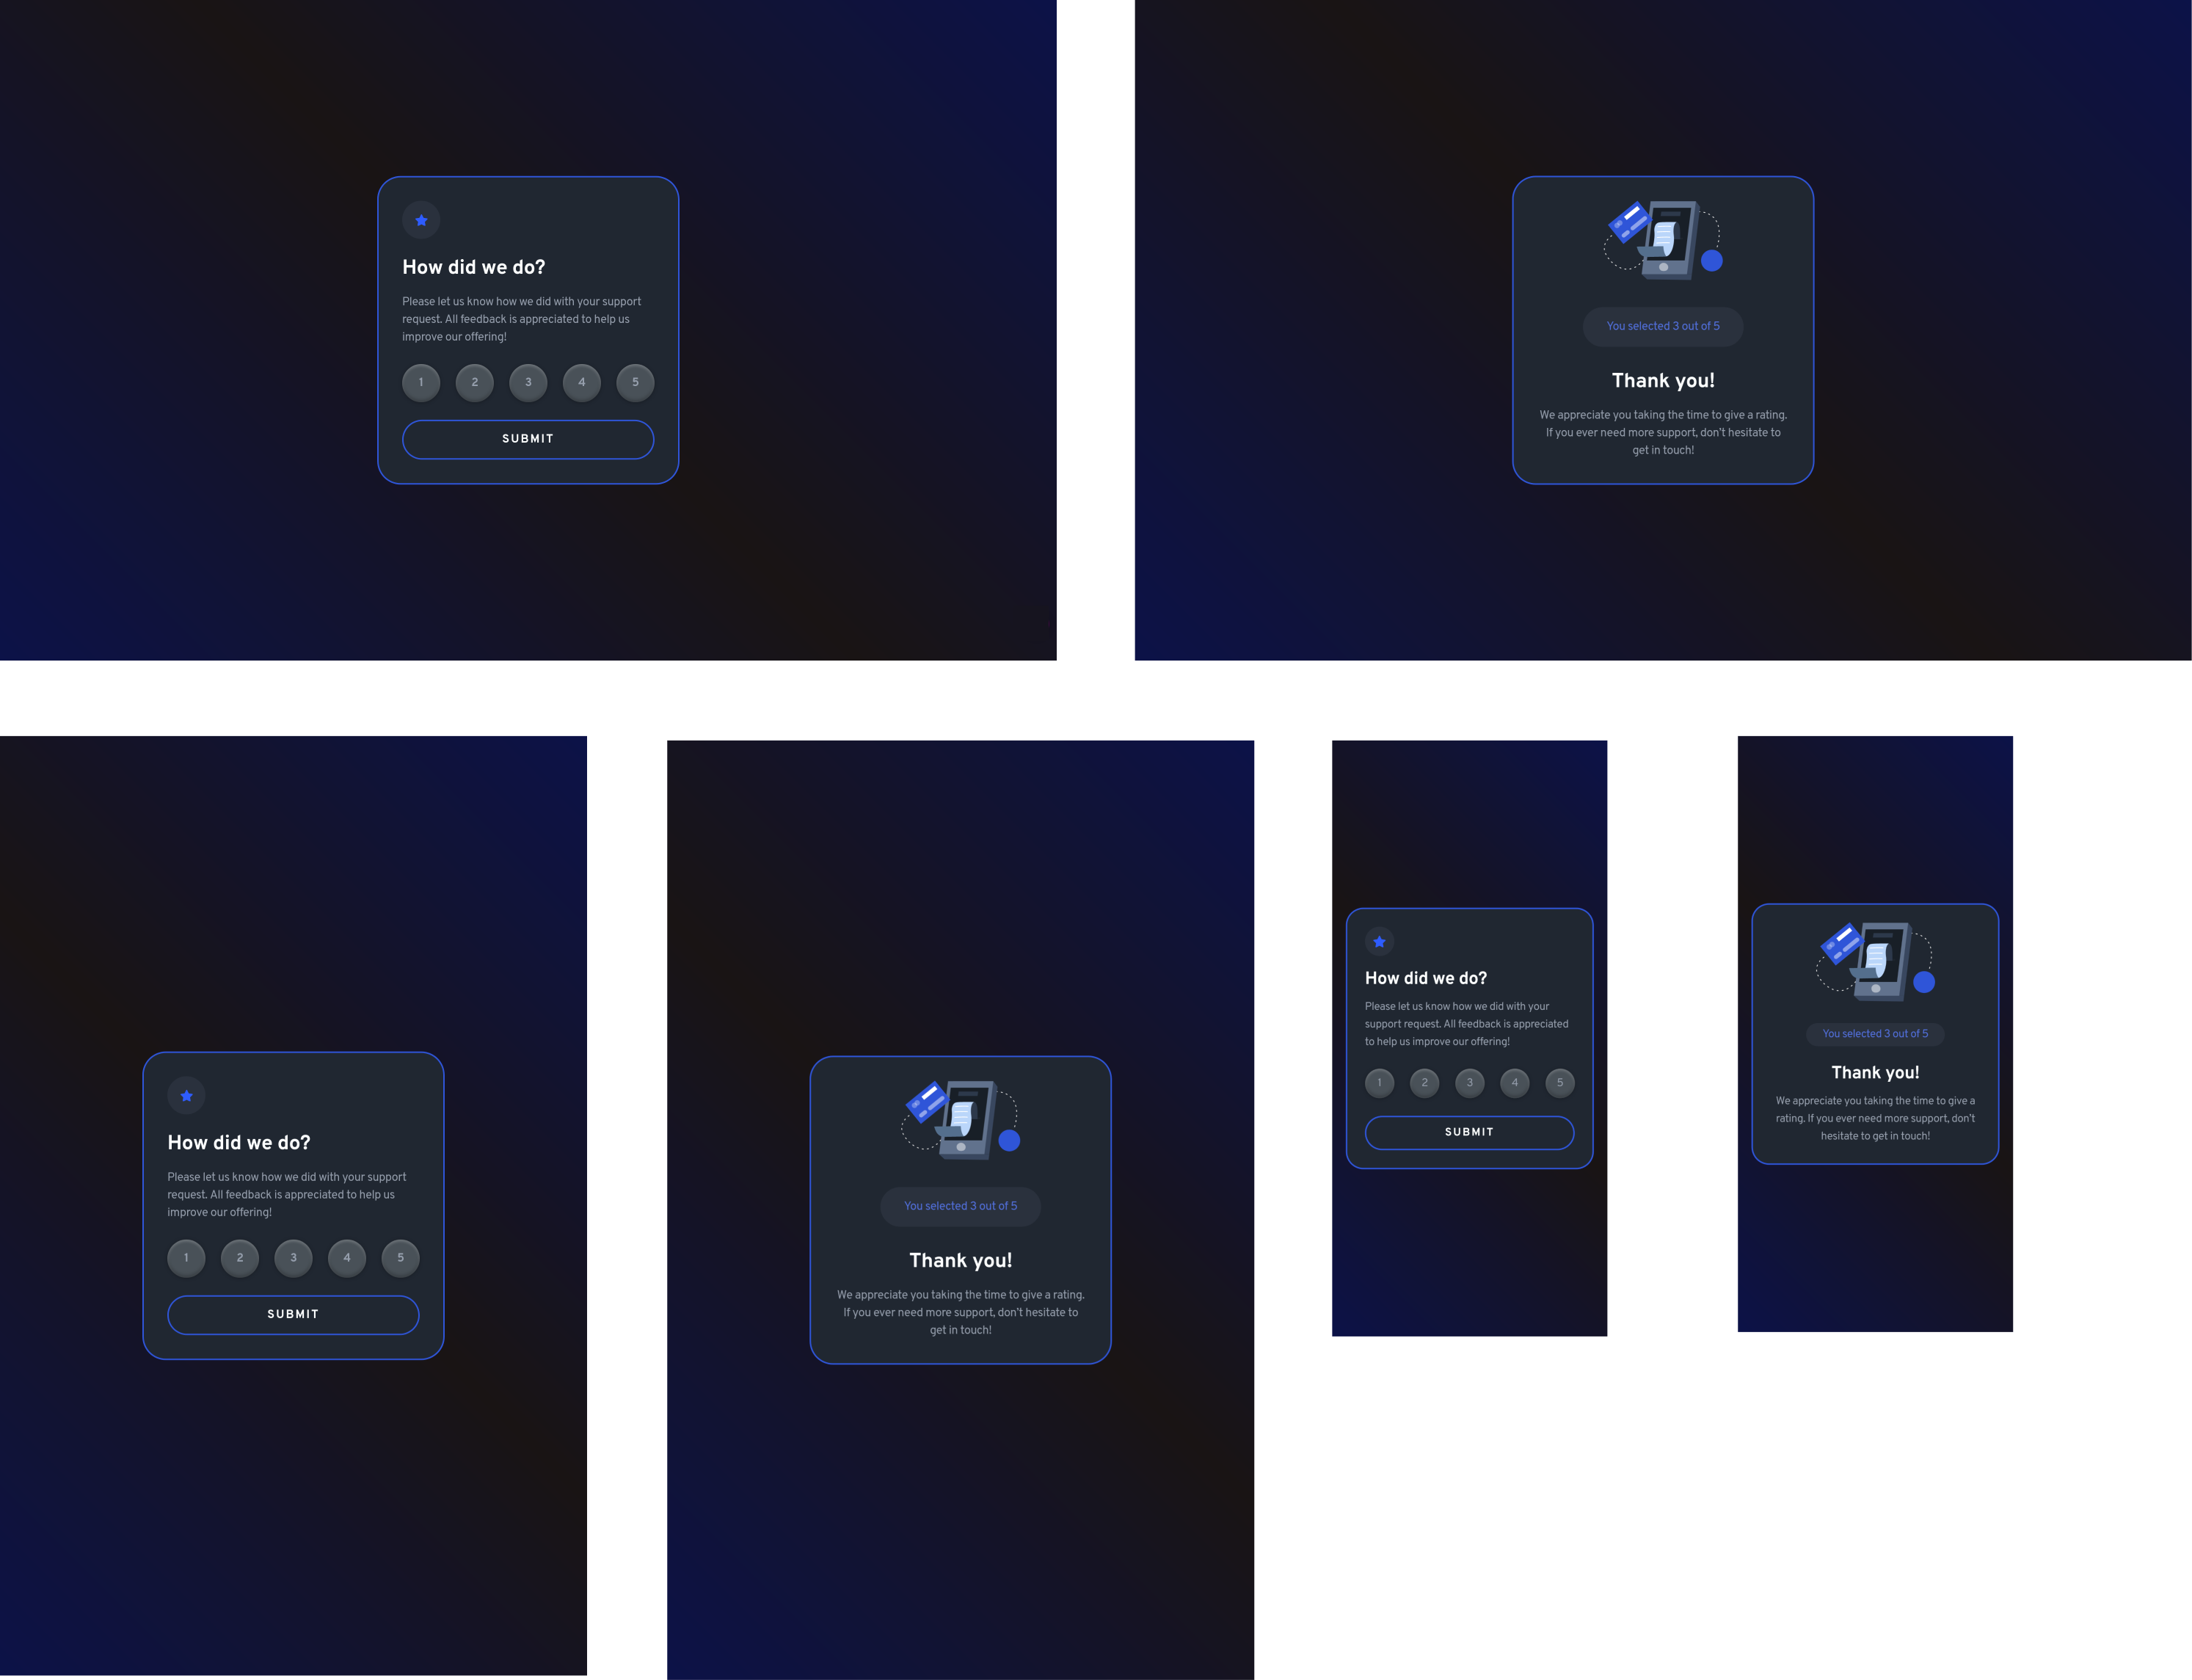 How did we do?
Please let us know how we did with your support
request. All feedback is appreciated to help us
improve our offering!
1 2 3 4 5
SUBMIT
You selected 3 out of 5
Thank you!
We appreciate you taking the time to give a rating.
If you ever need more support, don't hesitate to
get in touch!
How did we do?
Please let us know how we did with your support
request. All feedback is appreciated to help us
improve our offering!
1 2 3 4 5
SUBMIT
You selected 3 out of 5
Thank you!
We appreciate you taking the time to give a rating.
If you ever need more support, don't hesitate to
get in touch!
How did we do?
Please let us know how we did with your
support request. All feedback is appreciated
to help us improve our offering!
1 2 3 4 5
SUBMIT
You selected 3 out of 5
Thank you!
We appreciate you taking the time to give a
rating. If you ever need more support, don't
hesitate to get in touch!